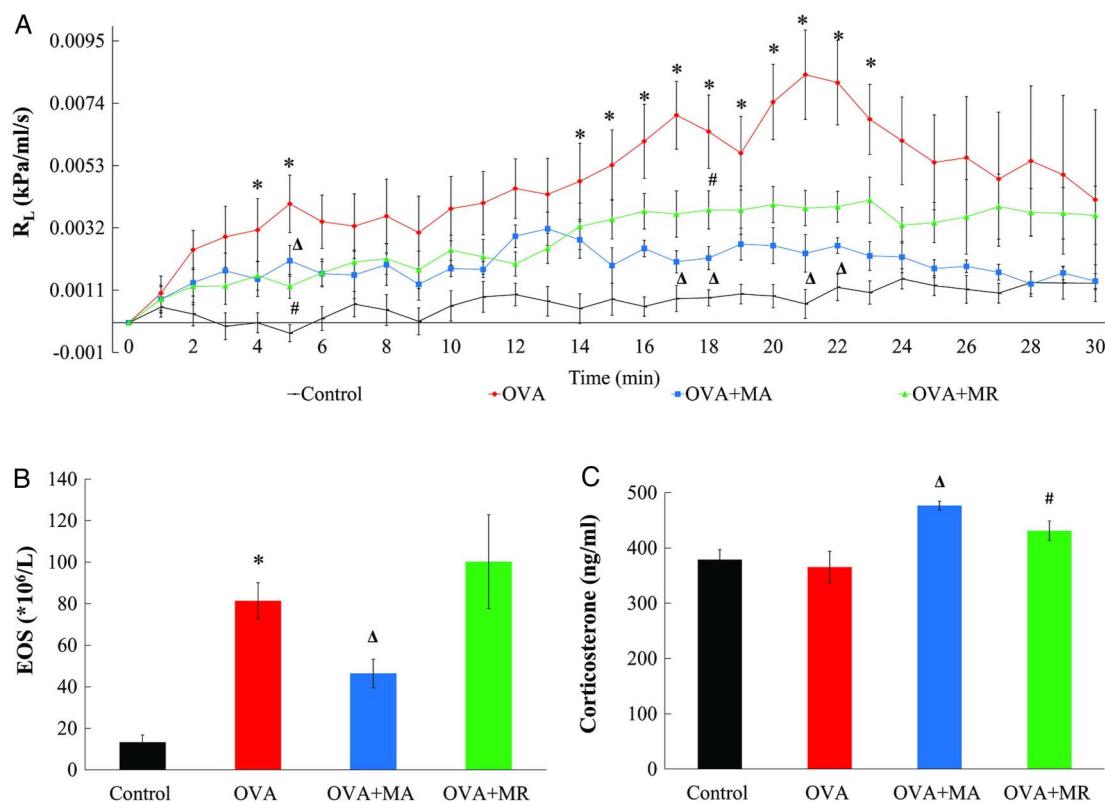 A
R_L (kPa/ml/s)
0.0095
0.0074
0.0053
0.0032
0.0011
-0.001
* * * * * * * * * * * *
Δ # # Δ Δ Δ Δ
0 2 4 6 8 10 12 14 16 18 20 22 24 26 28 30
Time (min)
Control OVA OVA+MA OVA+MR
B
EOS (*10⁶/L)
140
120
100
80
60
40
20
0
* Δ
Control OVA OVA+MA OVA+MR
C
Corticosterone (ng/ml)
500
400
300
200
100
0
Δ #
Control OVA OVA+MA OVA+MR